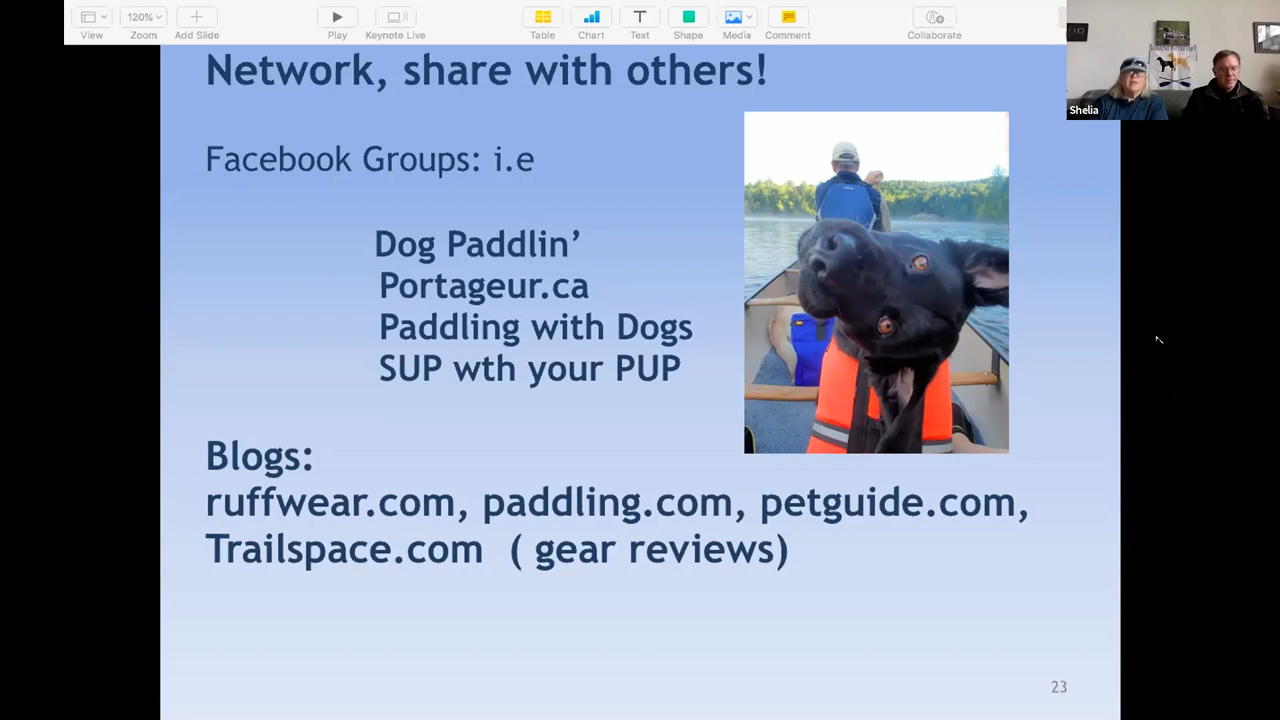 View
120%
Zoom
Add Slide
Play
Keynote Live
Table
Chart
Text
Shape
Media
Comment
Collaborate
Shelia
Network, share with others!
Facebook Groups: i.e
Dog Paddlin’
Portageur.ca
Paddling with Dogs
SUP wth your PUP
Blogs:
ruffwear.com, paddling.com, petguide.com,
Trailspace.com ( gear reviews)
23